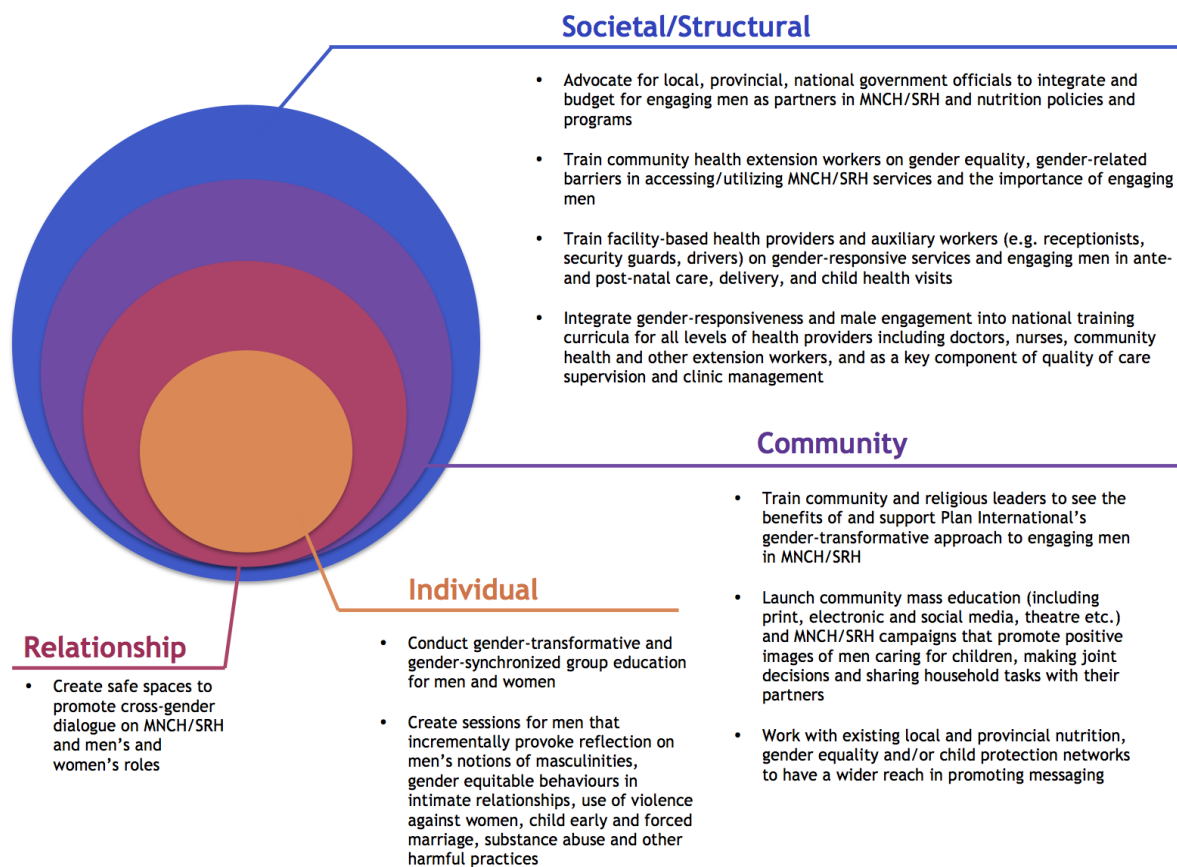 Societal/Structural
• Advocate for local, provincial, national government officials to integrate and
budget for engaging men as partners in MNCH/SRH and nutrition policies and
programs
• Train community health extension workers on gender equality, gender-related
barriers in accessing/utilizing MNCH/SRH services and the importance of engaging
men
• Train facility-based health providers and auxiliary workers (e.g. receptionists,
security guards, drivers) on gender-responsive services and engaging men in ante-
and post-natal care, delivery, and child health visits
• Integrate gender-responsiveness and male engagement into national training
curricula for all levels of health providers including doctors, nurses, community
health and other extension workers, and as a key component of quality of care
supervision and clinic management
Community
• Train community and religious leaders to see the
benefits of and support Plan International's
gender-transformative approach to engaging men
in MNCH/SRH
• Launch community mass education (including
print, electronic and social media, theatre etc.)
and MNCH/SRH campaigns that promote positive
images of men caring for children, making joint
decisions and sharing household tasks with their
partners
• Work with existing local and provincial nutrition,
gender equality and/or child protection networks
to have a wider reach in promoting messaging
Individual
• Conduct gender-transformative and
gender-synchronized group education
for men and women
• Create sessions for men that
incrementally provoke reflection on
men's notions of masculinities,
gender equitable behaviours in
intimate relationships, use of violence
against women, child early and forced
marriage, substance abuse and other
harmful practices
Relationship
• Create safe spaces to
promote cross-gender
dialogue on MNCH/SRH
and men's and
women's roles